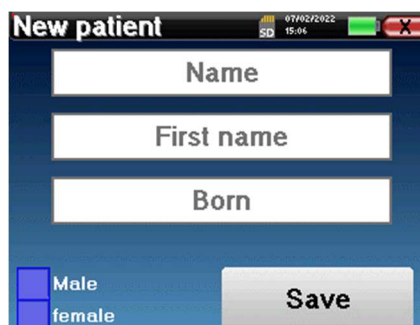 New patient
SD
07/02/2022
15:06
X
Name
First name
Born
Male
female
Save